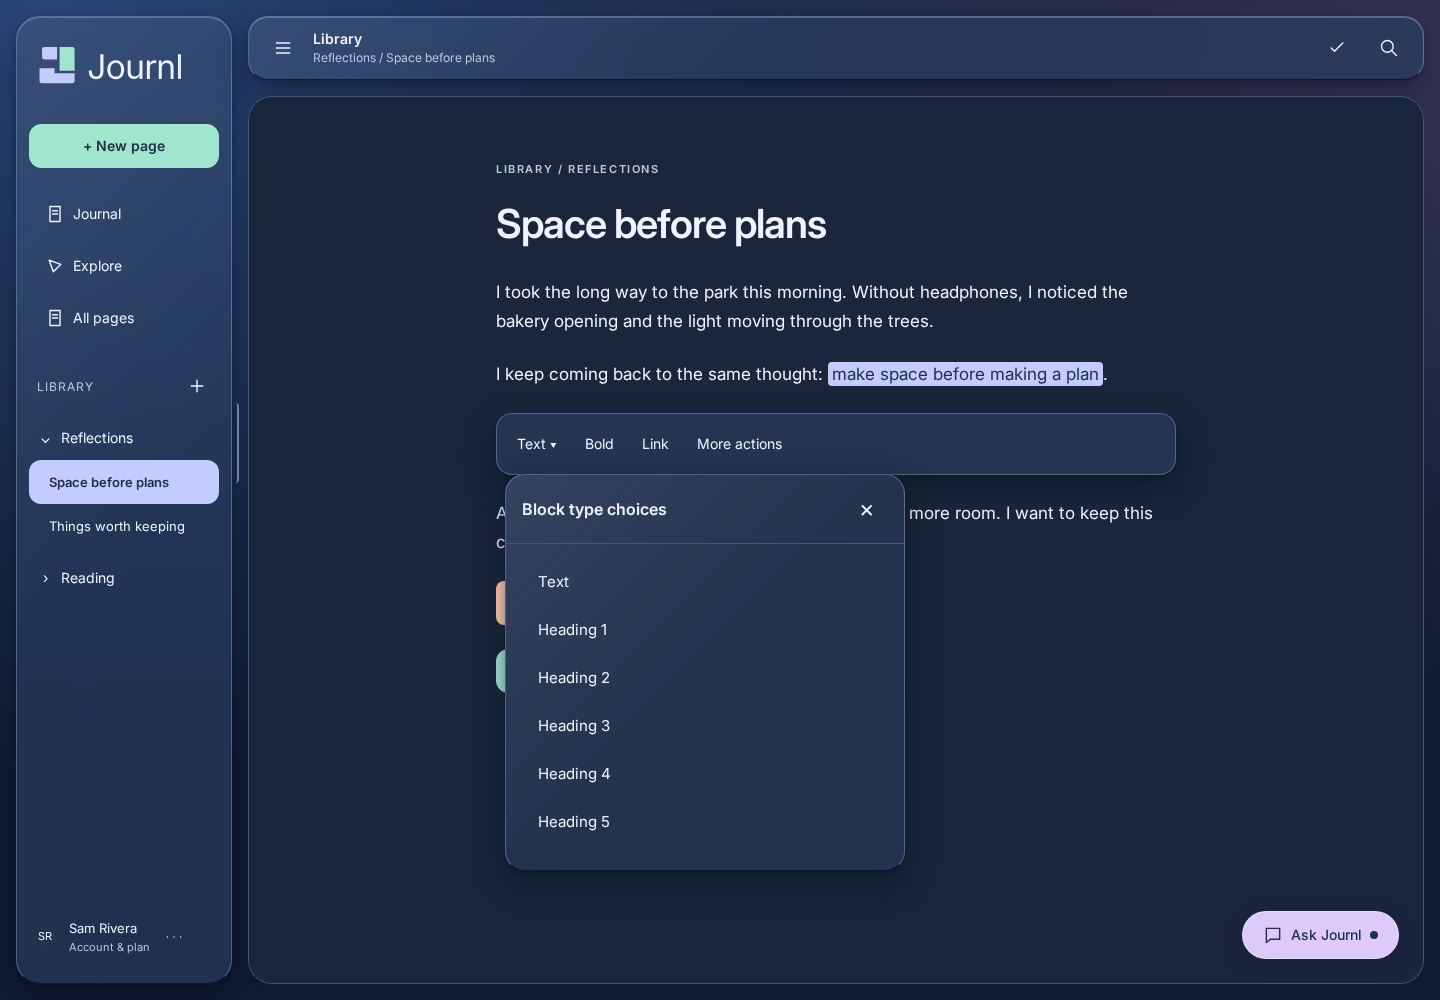 Journl
+ New page
Journal
Explore
All pages
LIBRARY
Reflections
Space before plans
Things worth keeping
Reading
SR
Sam Rivera
Account & plan
Library
Reflections / Space before plans
LIBRARY / REFLECTIONS
Space before plans
I took the long way to the park this morning. Without headphones, I noticed the
bakery opening and the light moving through the trees.
I keep coming back to the same thought: make space before making a plan.
Text ▾ Bold Link More actions
more room. I want to keep this
Block type choices
Text
Heading 1
Heading 2
Heading 3
Heading 4
Heading 5
Ask Journl